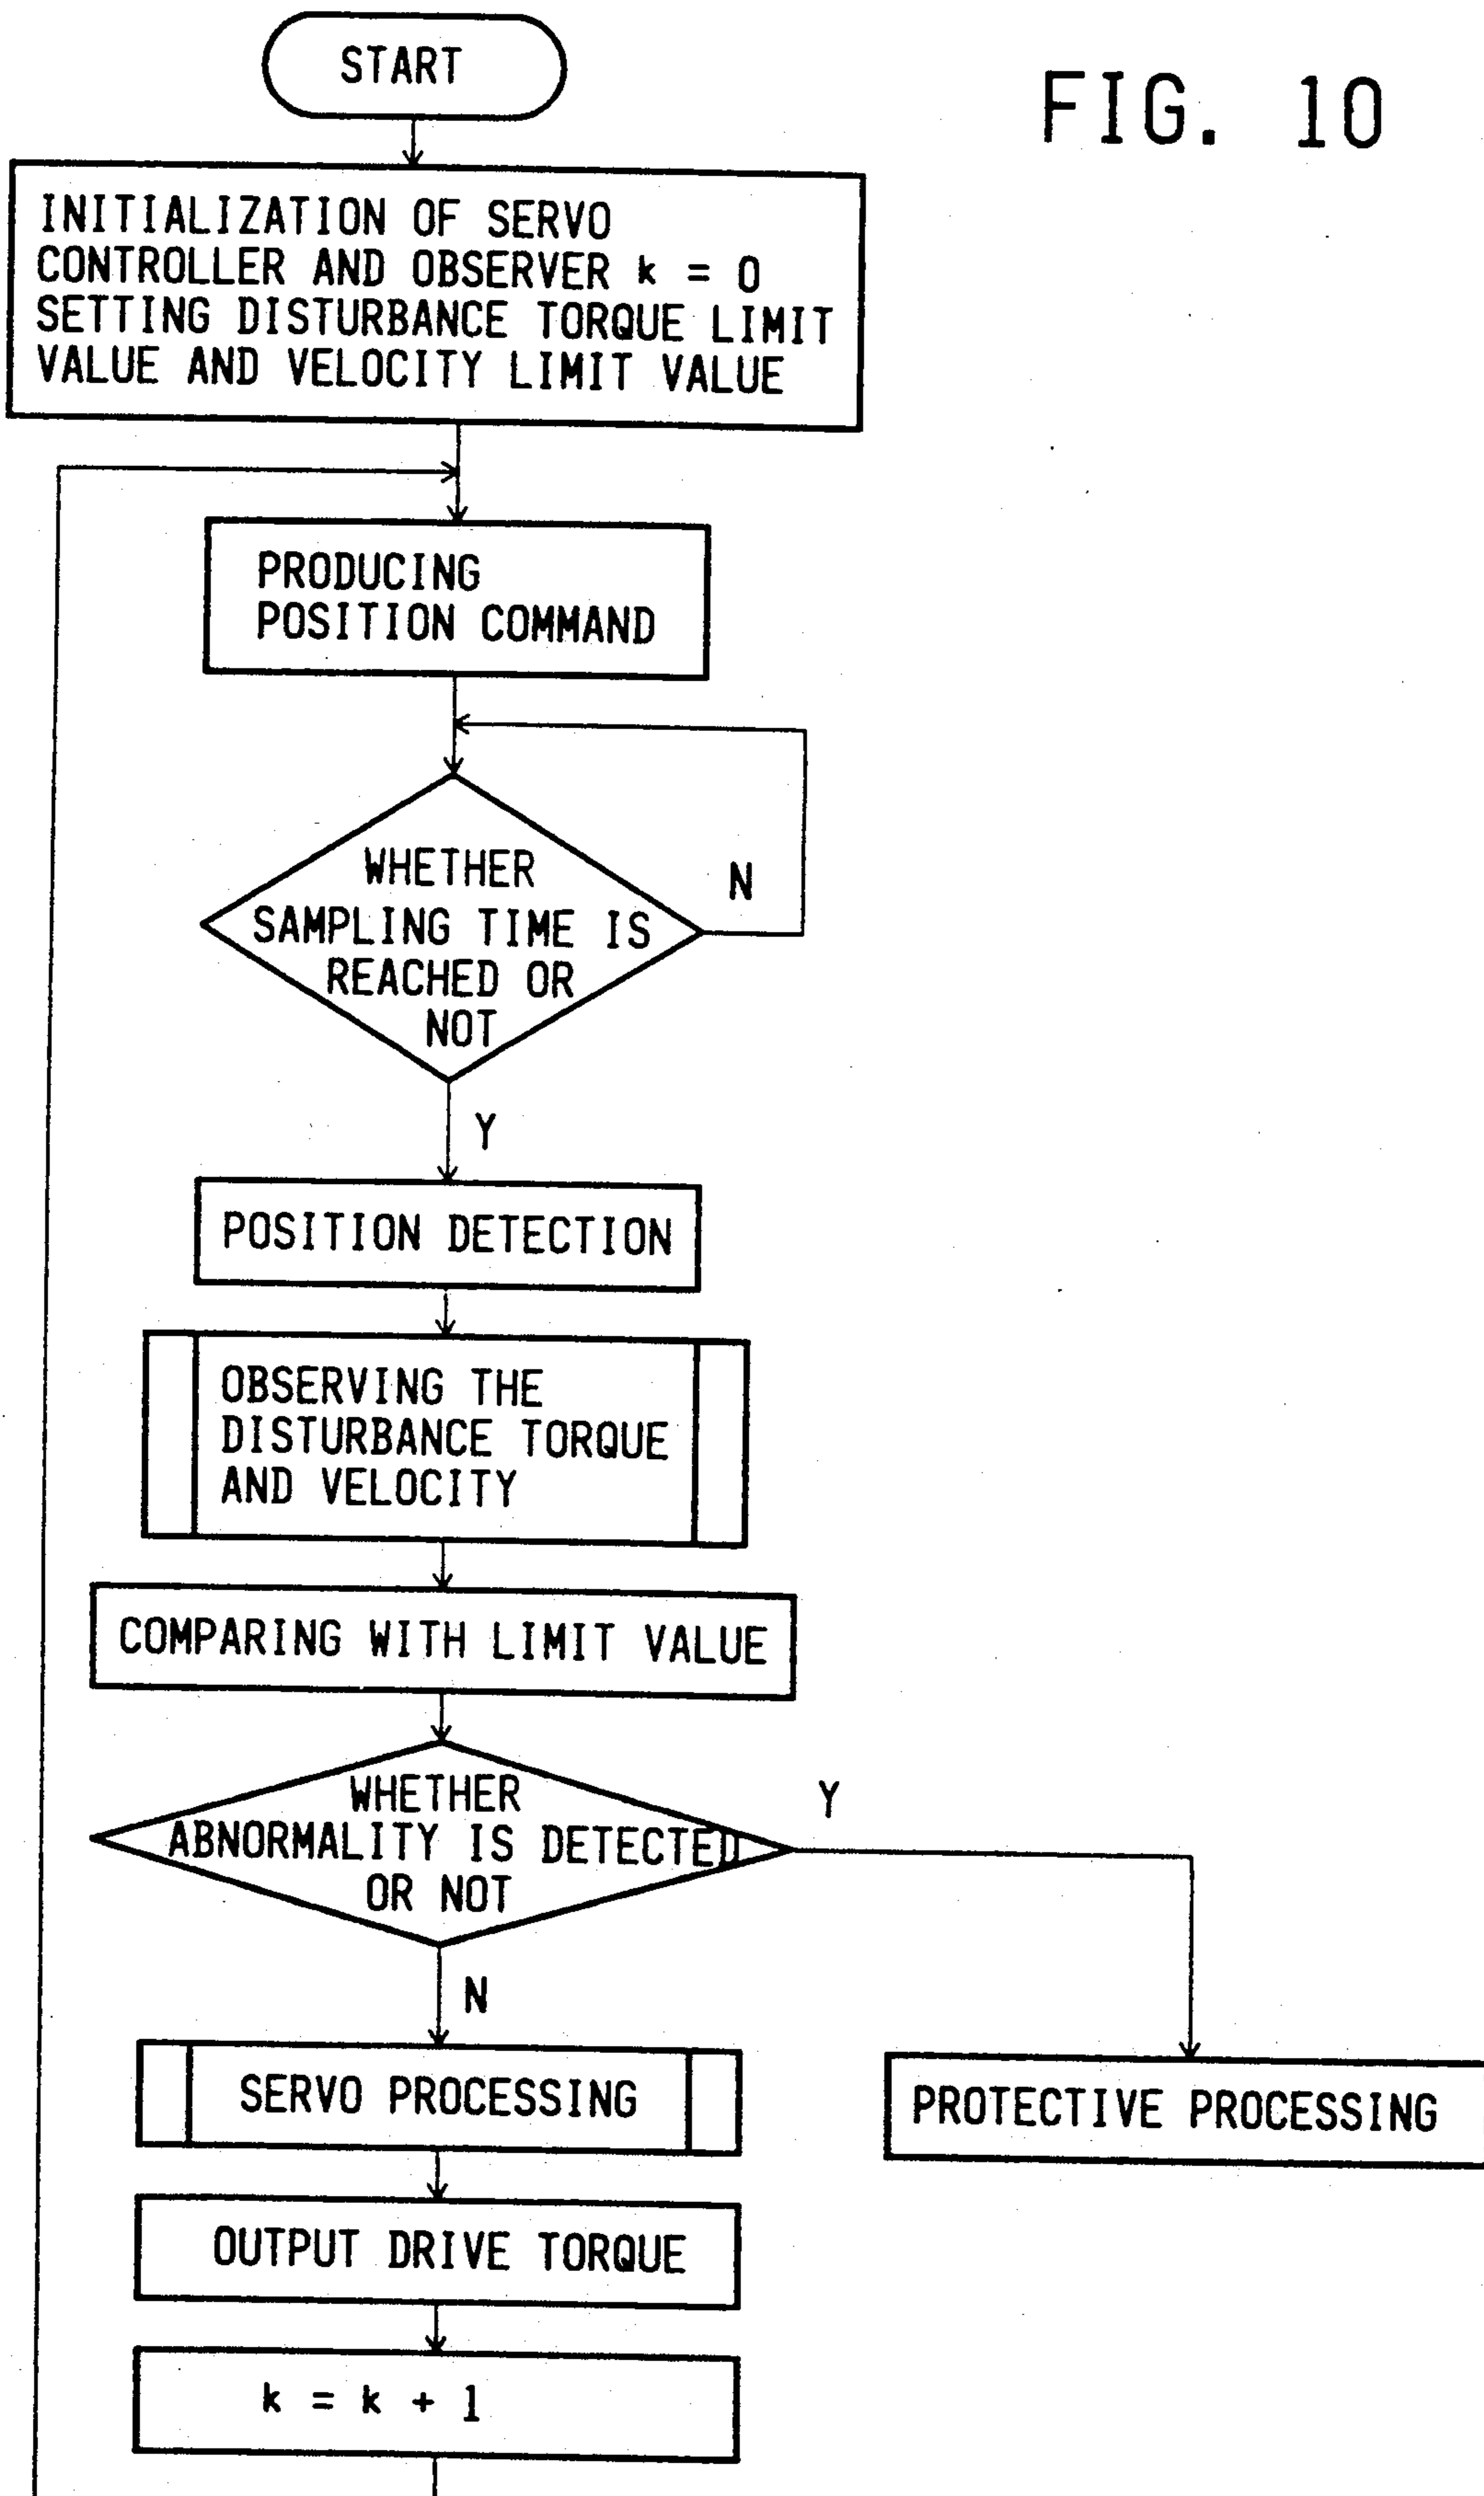 START
FIG. 10
INITIALIZATION OF SERVO
CONTROLLER AND OBSERVER k = 0
SETTING DISTURBANCE TORQUE LIMIT
VALUE AND VELOCITY LIMIT VALUE
PRODUCING
POSITION COMMAND
WHETHER
SAMPLING TIME IS
REACHED OR
NOT
N
Y
POSITION DETECTION
OBSERVING THE
DISTURBANCE TORQUE
AND VELOCITY
COMPARING WITH LIMIT VALUE
WHETHER
ABNORMALITY IS DETECTED
OR NOT
Y
N
SERVO PROCESSING
PROTECTIVE PROCESSING
OUTPUT DRIVE TORQUE
k = k + 1